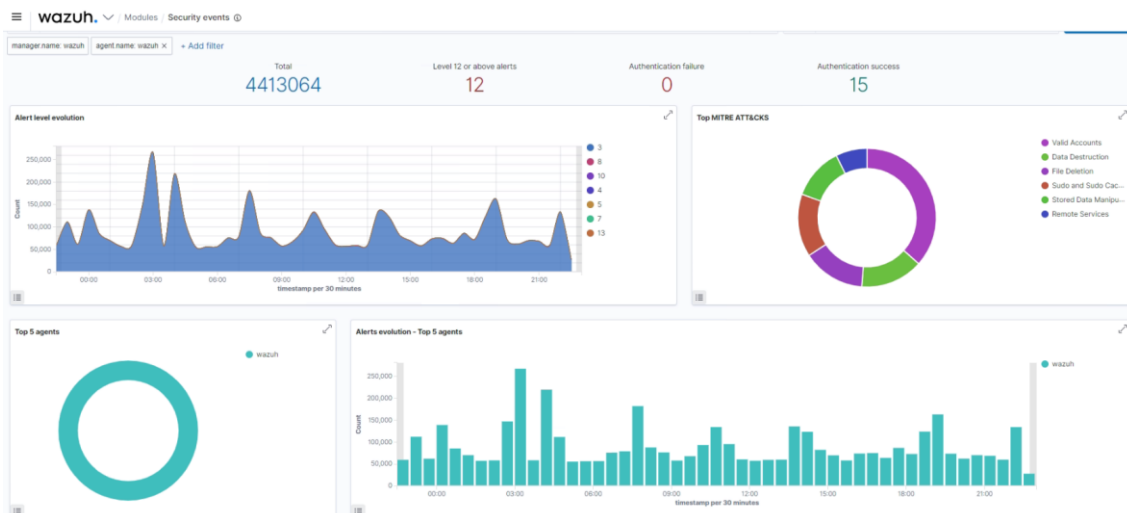 wazuh. / Modules / Security events
manager.name: wazuh agent.name: wazuh × + Add filter
Total
4413064
Level 12 or above alerts
12
Authentication failure
0
Authentication success
15
Alert level evolution
250,000
200,000
150,000
100,000
50,000
0
Count
00:00 03:00 06:00 09:00 12:00 15:00 18:00 21:00
timestamp per 30 minutes
3
8
10
4
5
7
13
Top MITRE ATT&CKS
Valid Accounts
Data Destruction
File Deletion
Sudo and Sudo Cac...
Stored Data Manipu...
Remote Services
Top 5 agents
wazuh
Alerts evolution - Top 5 agents
250,000
200,000
150,000
100,000
50,000
0
Count
00:00 03:00 06:00 09:00 12:00 15:00 18:00 21:00
timestamp per 30 minutes
wazuh